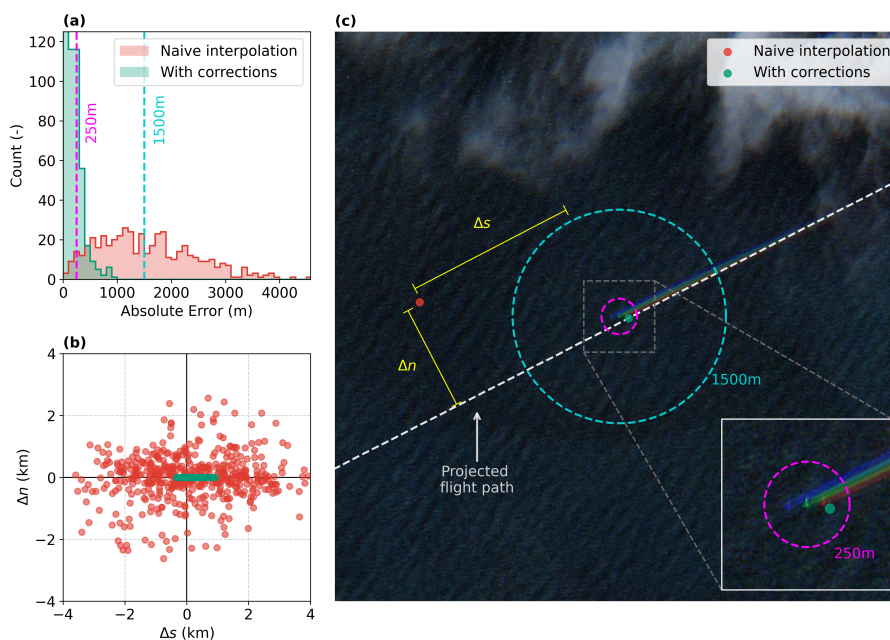 (a)
125
100
80
60
40
20
0
Count (-)
Naive interpolation
With corrections
250m
1500m
0
1000
2000
3000
4000
Absolute Error (m)
(b)
4
2
0
−2
−4
Δn (km)
−4
−2
0
2
4
Δs (km)
(c)
Naive interpolation
With corrections
Δs
Δn
1500m
Projected
flight path
250m